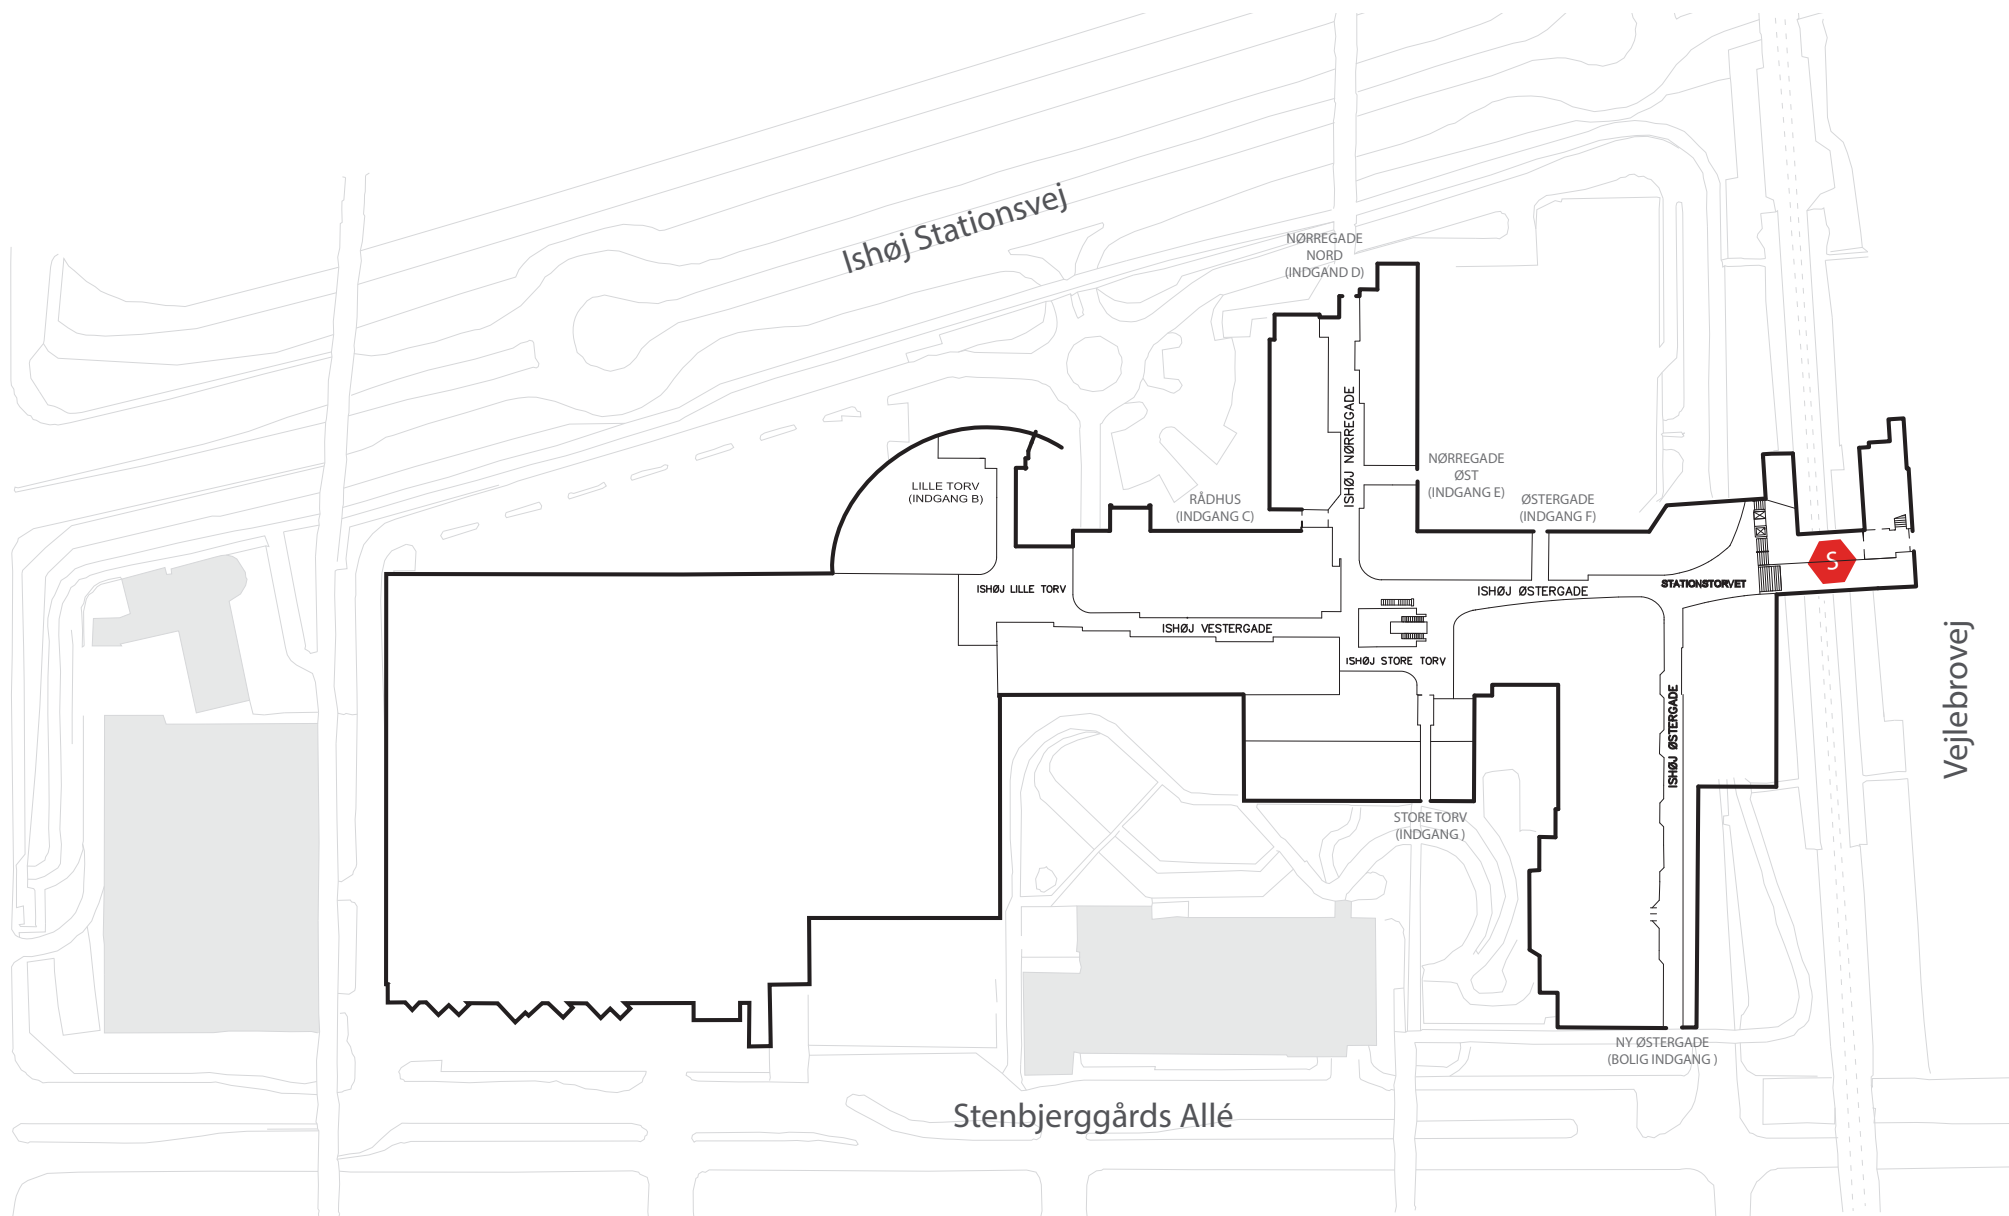 Ishøj Stationsvej
NØRREGADE
NORD
(INDGAND D)
ISHØJ NØRREGADE
NØRREGADE
ØST
(INDGANG E)
LILLE TORV
(INDGANG B)
RÅDHUS
(INDGANG C)
ØSTERGADE
(INDGANG F)
S
STATIONSTORVET
ISHØJ LILLE TORV
ISHØJ ØSTERGADE
ISHØJ VESTERGADE
ISHØJ STORE TORV
ISHØJ ØSTERGADE
Vejlebrovej
STORE TORV
(INDGANG )
NY ØSTERGADE
(BOLIG INDGANG )
Stenbjerggårds Allé